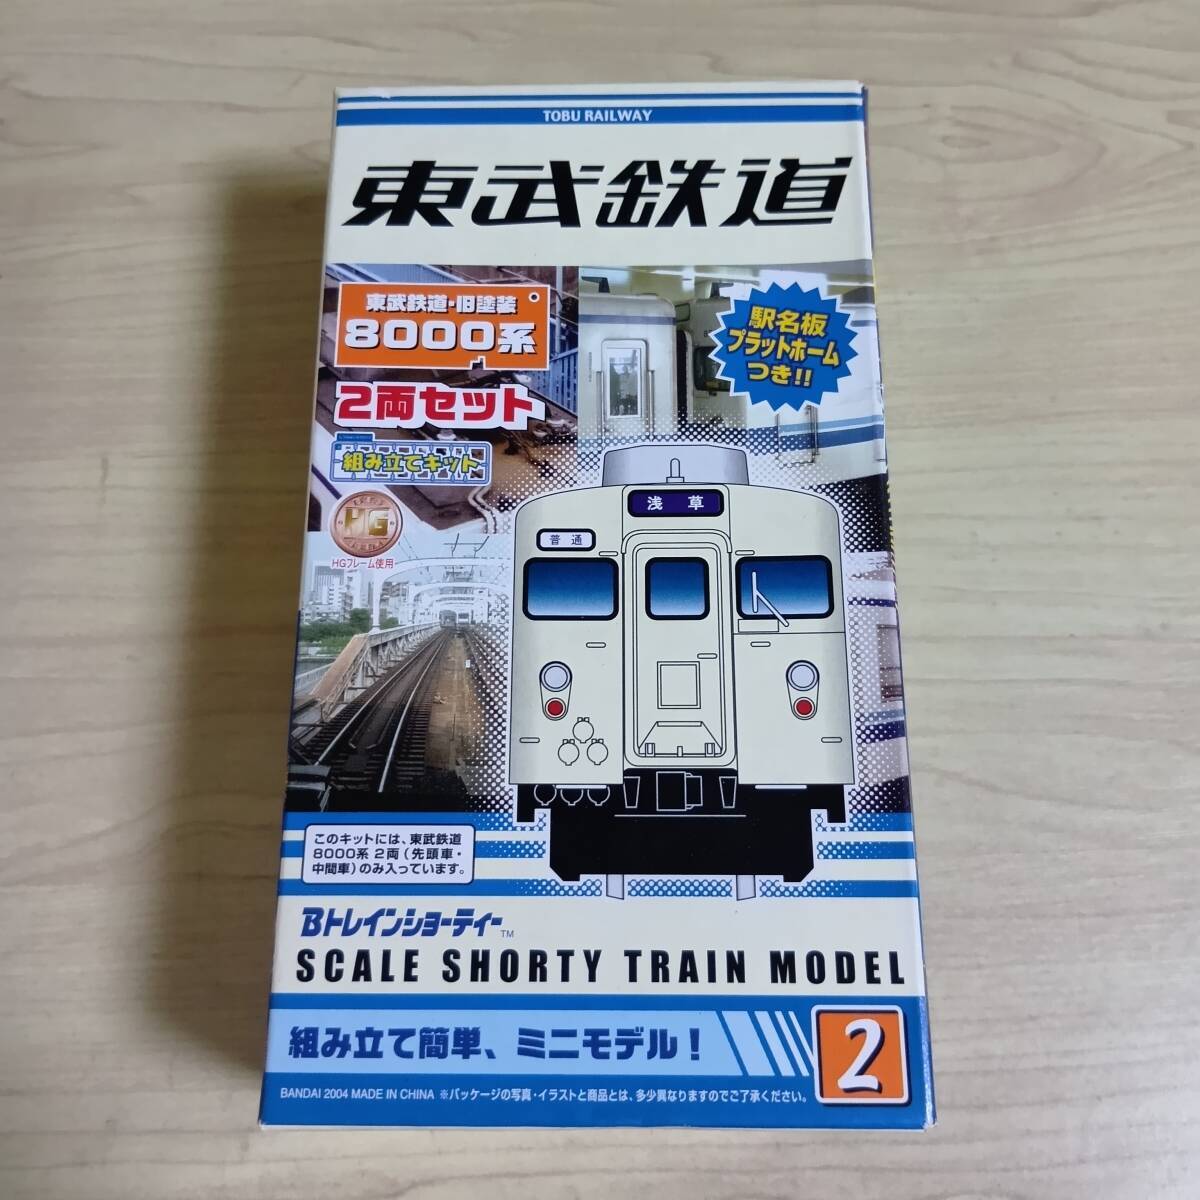 TOBU RAILWAY
東武鉄道
東武鉄道・旧塗装
8000系
2両セット
組み立てキット
HG
HGフレーム使用
駅名板
プラットホーム
つき!!
浅草
普通
このキットには、東武鉄道
8000系 2両(先頭車・
中間車)のみ入っています。
Bトレインショーティー™
SCALE SHORTY TRAIN MODEL
組み立て簡単、ミニモデル!
2
BANDAI 2004 MADE IN CHINA ※パッケージの写真・イラストと商品とは、多少異なりますのでご了承ください。